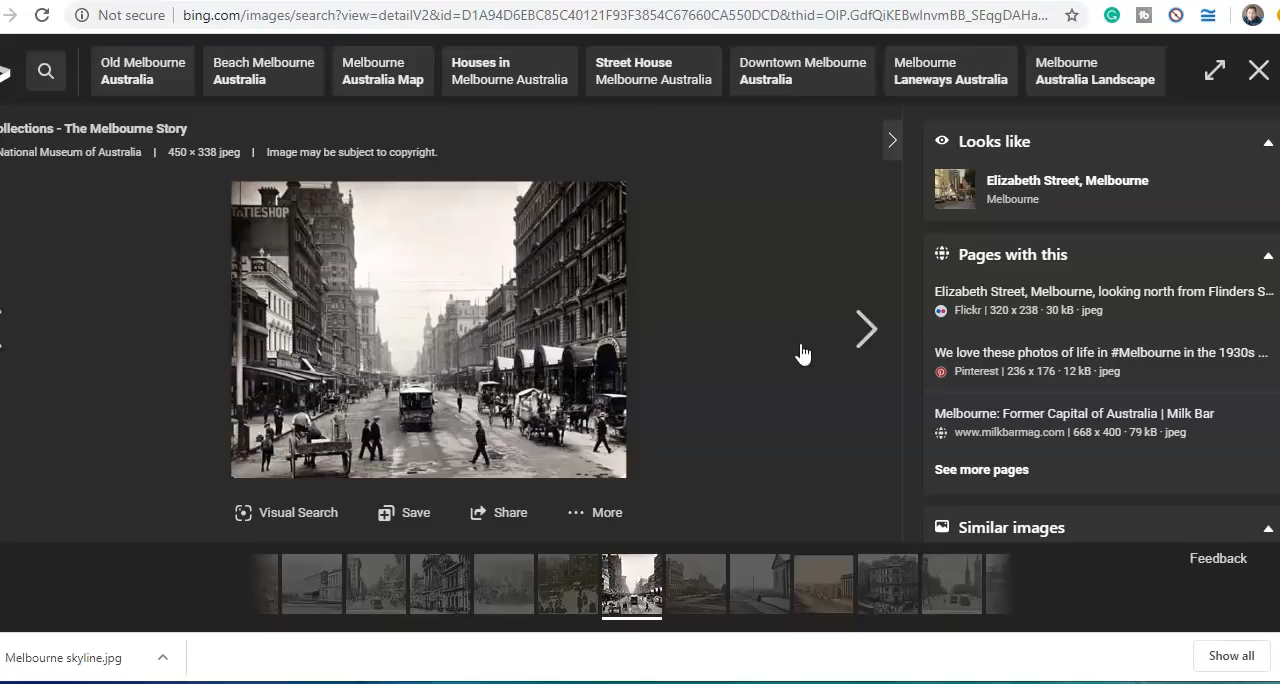 Not secure
bing.com/images/search?view=detailV2&id=D1A94D6EBC8C40121F93F3854C67660CA550DCD&thid=OIP.GdfQiKEBwInvmBB_SEqgDAHa...
Old Melbourne
Australia
Beach Melbourne
Australia
Melbourne
Australia Map
Houses in
Melbourne Australia
Street House
Melbourne Australia
Downtown Melbourne
Australia
Melbourne
Laneways Australia
Melbourne
Australia Landscape
ollections - The Melbourne Story
National Museum of Australia | 450 × 338 jpeg | Image may be subject to copyright.
TATIESHOP
Visual Search
Save
Share
More
Looks like
Elizabeth Street, Melbourne
Melbourne
Pages with this
Elizabeth Street, Melbourne, looking north from Flinders S...
Flickr | 320 x 238 · 30 kB · jpeg
We love these photos of life in #Melbourne in the 1930s ...
Pinterest | 236 x 176 · 12 kB · jpeg
Melbourne: Former Capital of Australia | Milk Bar
www.milkbarmag.com | 668 x 400 · 79 kB · jpeg
See more pages
Similar images
Feedback
Melbourne skyline.jpg
Show all